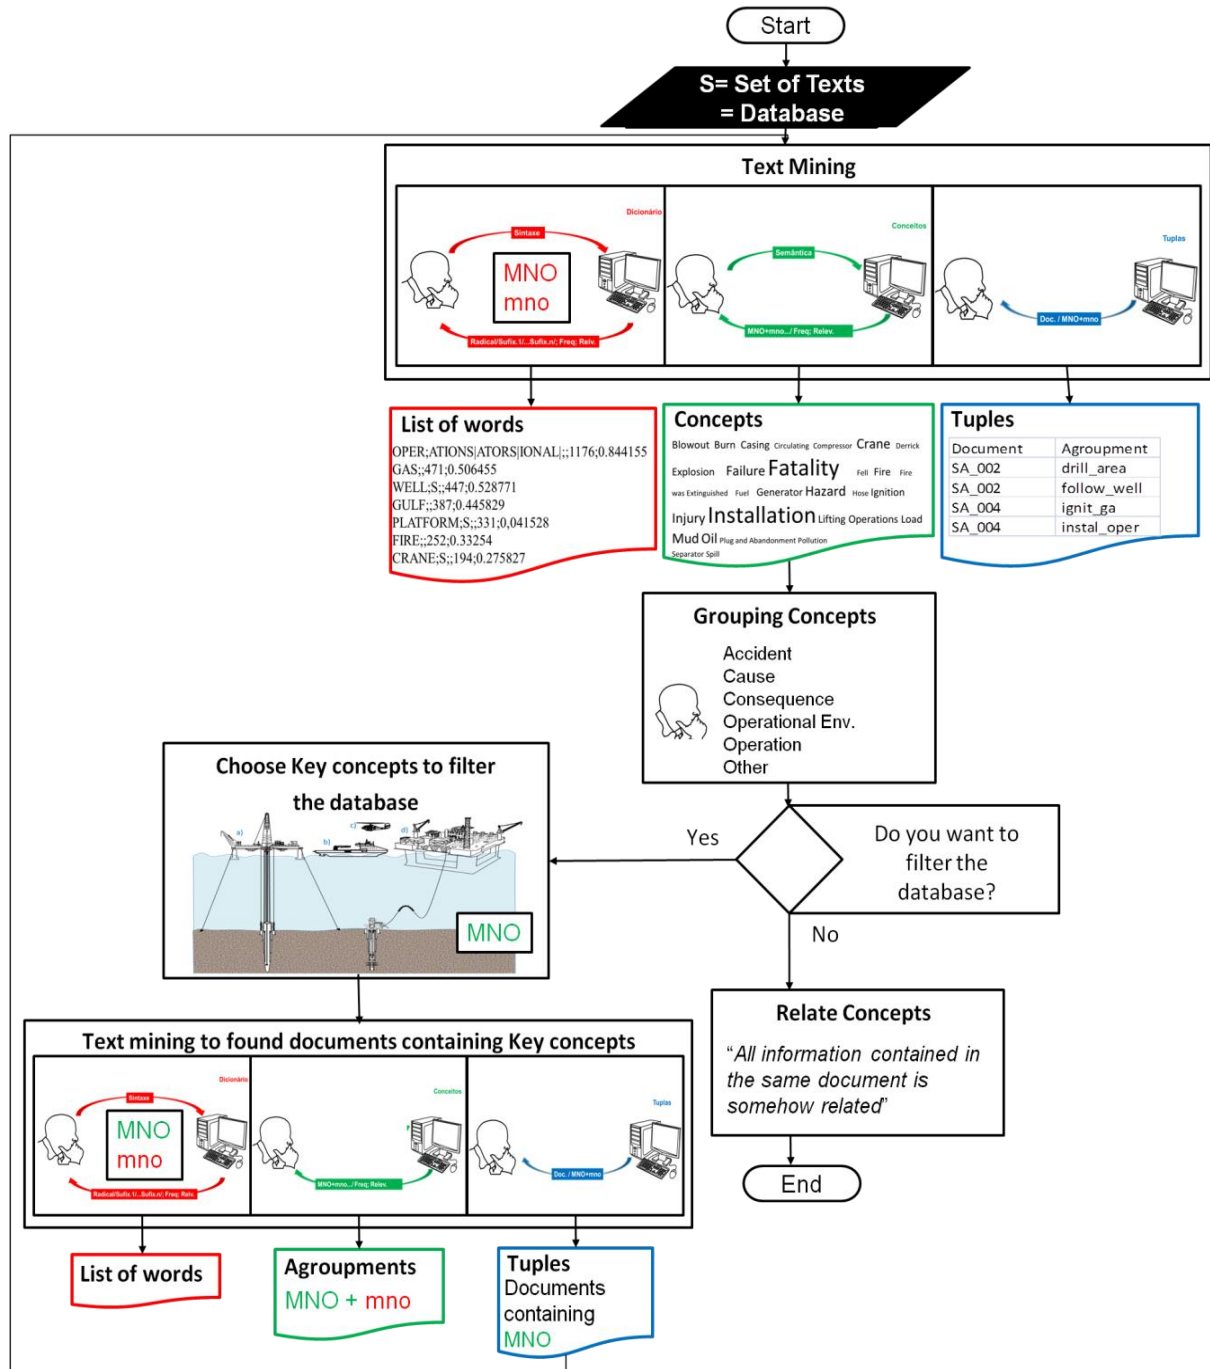 Start
S= Set of Texts
= Database
Text Mining
Dicionário
Sintaxe
MNO
mno
Radical/Sufix.1/...Sufix.n/; Freq; Relv.
Conceitos
Semântica
MNO+mno.../ Freq; Relev.
Tuplas
Doc. / MNO+mno
List of words
OPER;ATIONS|ATORS|IONAL|;;1176;0.844155
GAS;;471;0.506455
WELL;S;;447;0.528771
GULF;;387;0.445829
PLATFORM;S;;331;0,041528
FIRE;;252;0.33254
CRANE;S;;194;0.275827
Concepts
Blowout Burn Casing Circulating Compressor Crane Derrick
Explosion Failure Fatality Fell Fire Fire
was Extinguished Fuel Generator Hazard Hose Ignition
Injury Installation Lifting Operations Load
Mud Oil Plug and Abandonment Pollution
Separator Spill
Tuples
Document Agroupment
SA_002 drill_area
SA_002 follow_well
SA_004 ignit_ga
SA_004 instal_oper
Grouping Concepts
Accident
Cause
Consequence
Operational Env.
Operation
Other
Do you want to
filter the
database?
Yes
No
Choose Key concepts to filter
the database
a)
b)
c)
d)
MNO
Relate Concepts
“All information contained in
the same document is
somehow related”
End
Text mining to found documents containing Key concepts
Dicionário
Sintaxe
MNO
mno
Radical/Sufix.1/...Sufix.n/; Freq; Relv.
Conceitos
MNO+mno.../ Freq; Relev.
Tuplas
Doc. / MNO+mno
List of words
Agroupments
MNO + mno
Tuples
Documents
containing
MNO